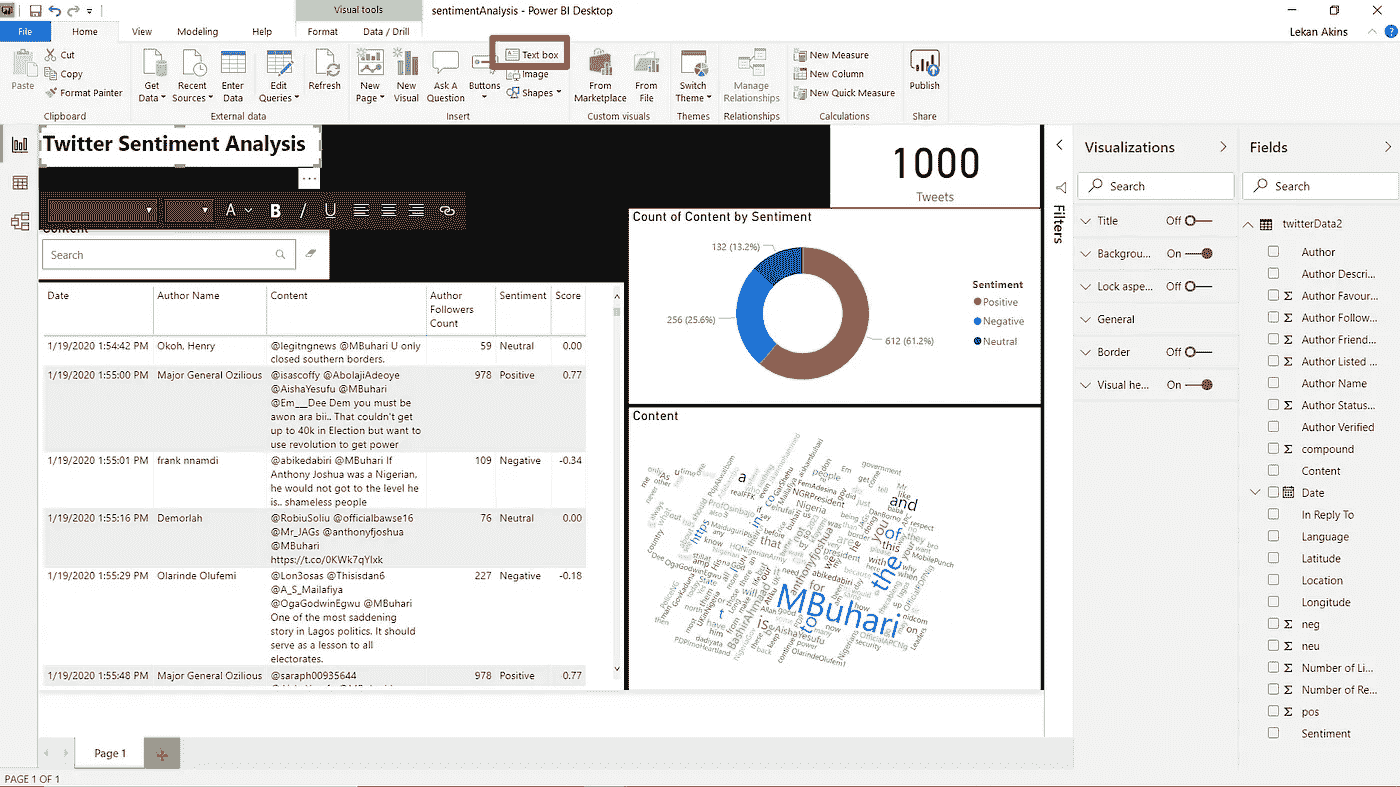 Visual tools
sentimentAnalysis - Power BI Desktop
File
Home
View
Modeling
Help
Format
Data / Drill
Lekan Akins
Paste
Cut
Copy
Format Painter
Clipboard
Get Data
Recent Sources
Enter Data
Edit Queries
Refresh
External data
New Page
New Visual
Ask A Question
Buttons
Text box
Image
Shapes
Insert
From Marketplace
From File
Custom visuals
Switch Theme
Themes
Manage Relationships
Relationships
New Measure
New Column
New Quick Measure
Calculations
Publish
Share
Twitter Sentiment Analysis
...
A B I U
Content
Search
1000
Tweets
Date Author Name Content Author Followers Count Sentiment Score
1/19/2020 1:54:42 PM Okoh, Henry @legitngnews @MBuhari U only 59 Neutral 0.00
closed southern borders.
1/19/2020 1:55:00 PM Major General Ozilious @isascoffy @AbolajiAdeoye 978 Positive 0.77
@AishaYesufu @MBuhari
@Em___Dee Dem you must be
awon ara bii.. That couldn't get
up to 40k in Election but want to
use revolution to get power
1/19/2020 1:55:01 PM frank nnamdi @abikedabiri @MBuhari If 109 Negative -0.34
Anthony Joshua was a Nigerian,
he would not got to the level he
is.. shameless people
1/19/2020 1:55:16 PM Demorlah @RobiuSoliu @officialbawse16 76 Neutral 0.00
@Mr_JAGs @anthonyfjoshua
@MBuhari
https://t.co/0KWk7qYlxk
1/19/2020 1:55:29 PM Olarinde Olufemi @Lon3osas @Thisisdan6 227 Negative -0.18
@A_S_Mailafiya
@OgaGodwinEgwu @MBuhari
One of the most saddening
story in Lagos politics. It should
serve as a lesson to all
electorates.
1/19/2020 1:55:48 PM Major General Ozilious @saraph00935644 978 Positive 0.77
Count of Content by Sentiment
132 (13.2%)
256 (25.6%)
612 (61.2%)
Sentiment
Positive
Negative
Neutral
Content
MBuhari
the
of
and
to
you
is
in
a
co
https
for
t
that
this
on
he
are
we
anthonyfjoshua
BashirAhmaad
abikedabiri
@AishaYesufu
president
people
government
Nigeria
NGRPresident
security
OlarindeOlufem1
FDPImoHeartland
Filters
Visualizations
Search
Title Off
Backgrou... On
Lock aspe... Off
General
Border Off
Visual he... On
Fields
Search
twitterData2
Author
Author Descri...
Author Favour...
Author Follow...
Author Friend...
Author Listed ...
Author Name
Author Status...
Author Verified
compound
Content
Date
In Reply To
Language
Latitude
Location
Longitude
neg
neu
Number of Li...
Number of Re...
pos
Sentiment
Page 1
PAGE 1 OF 1